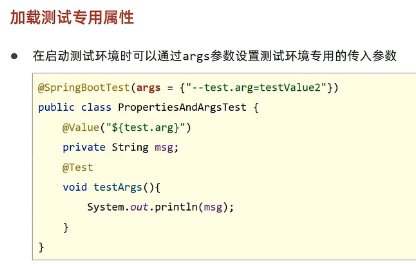 加载测试专用属性
● 在启动测试环境时可以通过args参数设置测试环境专用的传入参数
@SpringBootTest(args = {"--test.arg=testValue2"})
public class PropertiesAndArgsTest {
    @Value("${test.arg}")
    private String msg;
    @Test
    void testArgs(){
        System.out.println(msg);
    }
}